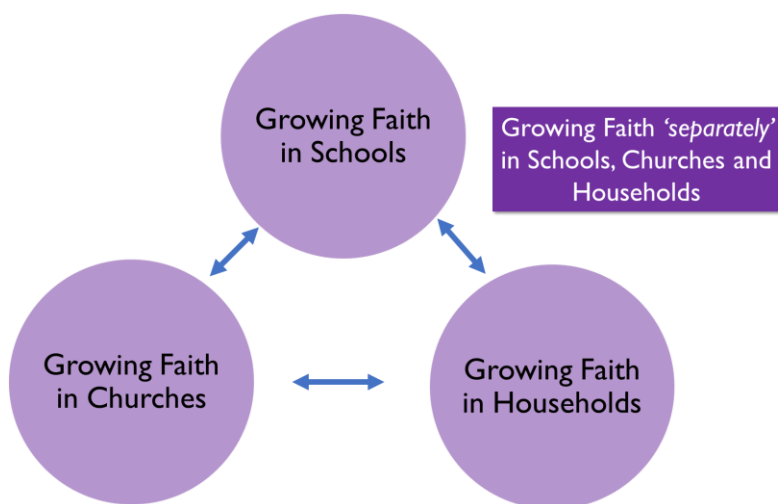 Growing Faith
in Schools
Growing Faith ‘separately’
in Schools, Churches and
Households
Growing Faith
in Churches
Growing Faith
in Households